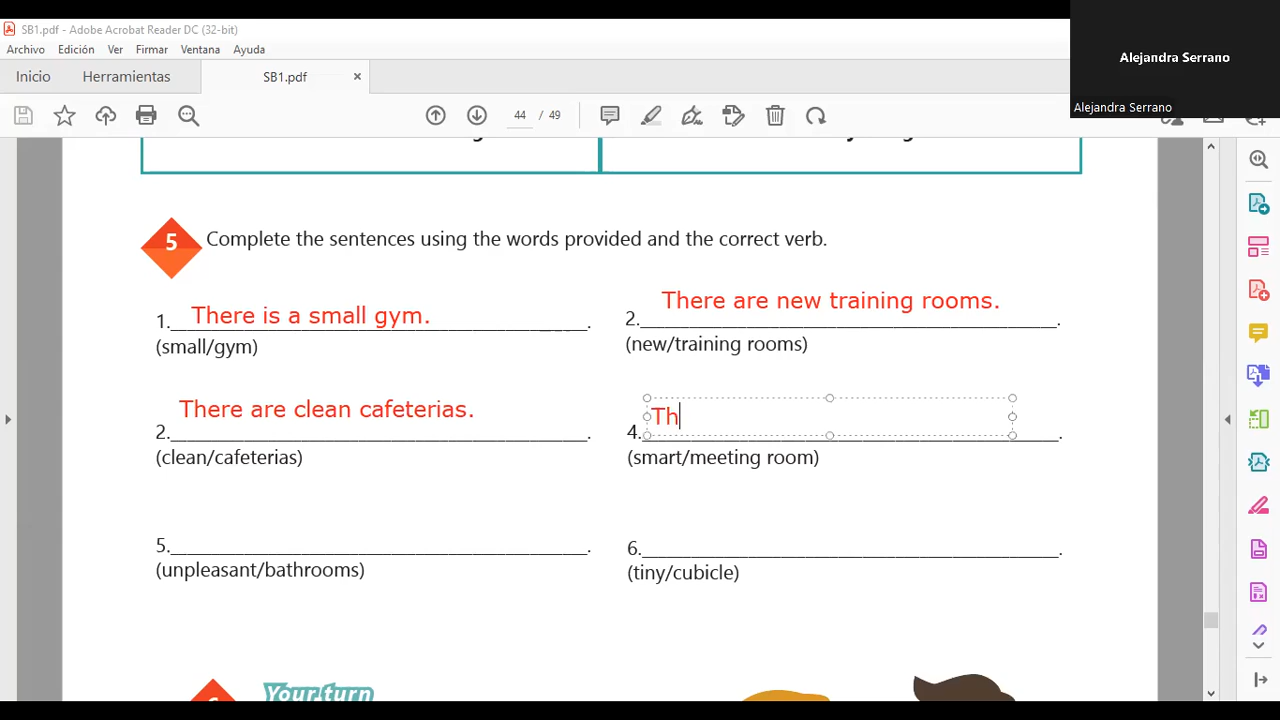 SB1.pdf - Adobe Acrobat Reader DC (32-bit)
Archivo Edición Ver Firmar Ventana Ayuda
Inicio Herramientas SB1.pdf ×
44 / 49
Alejandra Serrano
Alejandra Serrano
5 Complete the sentences using the words provided and the correct verb.
1. There is a small gym. .
(small/gym)
2. There are new training rooms. .
(new/training rooms)
2. There are clean cafeterias. .
(clean/cafeterias)
4. Th .
(smart/meeting room)
5. .
(unpleasant/bathrooms)
6. .
(tiny/cubicle)
Your turn